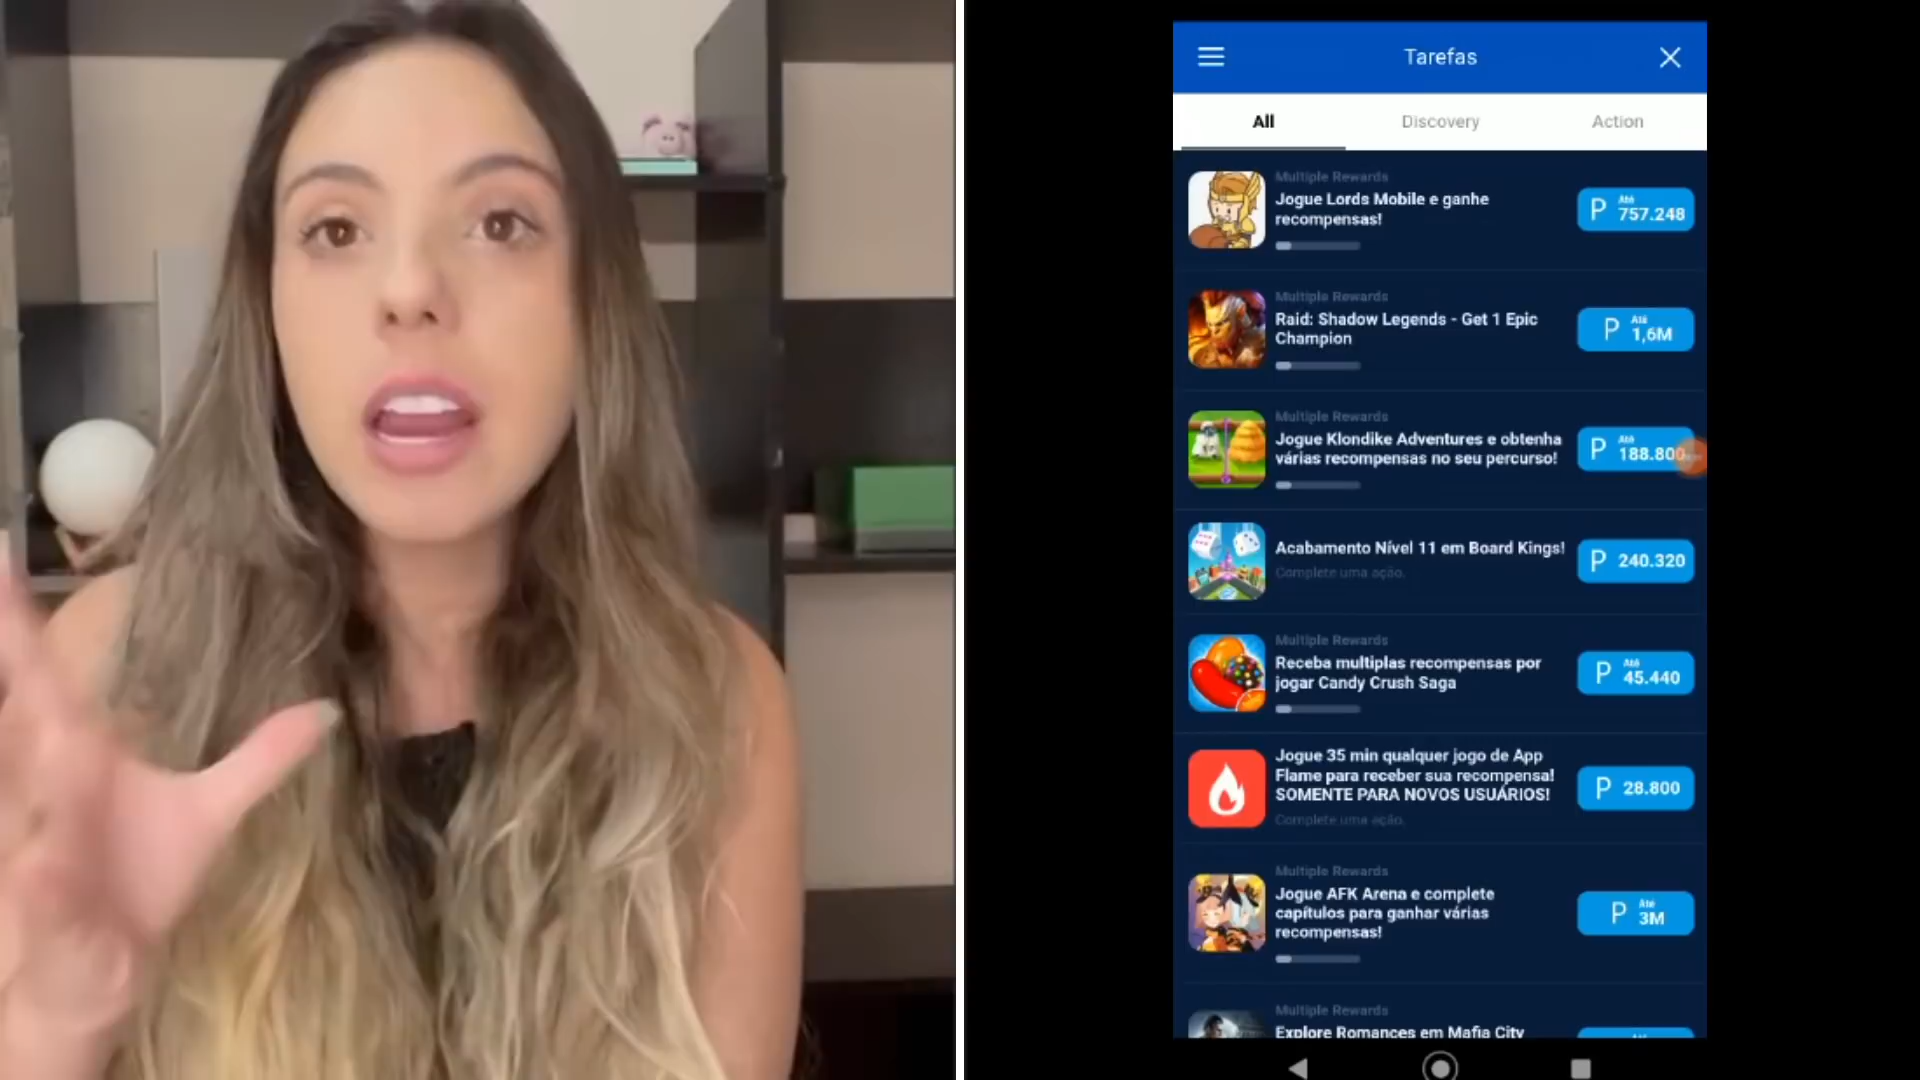 Tarefas
All
Discovery
Action
Multiple Rewards
Jogue Lords Mobile e ganhe
recompensas!
P Até 757.248
Multiple Rewards
Raid: Shadow Legends - Get 1 Epic
Champion
P Até 1,6M
Multiple Rewards
Jogue Klondike Adventures e obtenha
várias recompensas no seu percurso!
P Até 188.800
Acabamento Nível 11 em Board Kings!
Complete uma ação.
P 240.320
Multiple Rewards
Receba multiplas recompensas por
jogar Candy Crush Saga
P Até 45.440
Jogue 35 min qualquer jogo de App
Flame para receber sua recompensa!
SOMENTE PARA NOVOS USUÁRIOS!
Complete uma ação.
P 28.800
Multiple Rewards
Jogue AFK Arena e complete
capítulos para ganhar várias
recompensas!
P Até 3M
Multiple Rewards
Explore Romances em Mafia City